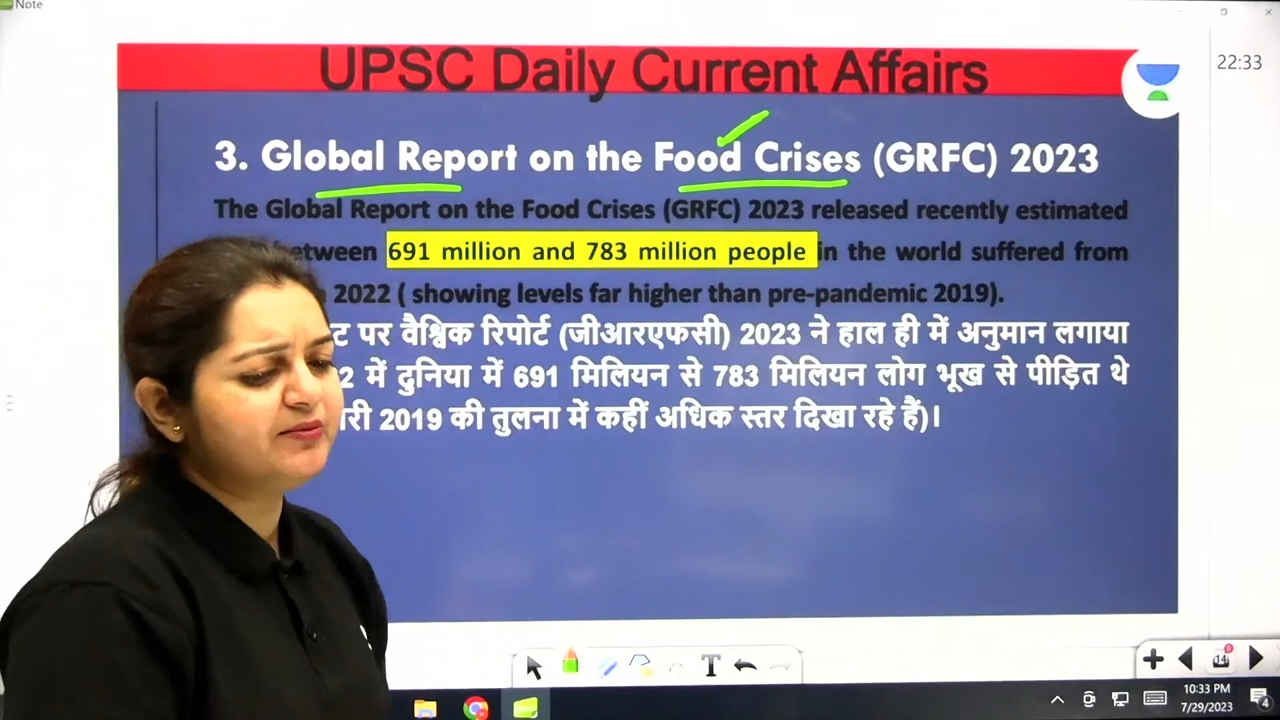 Note
UPSC Daily Current Affairs
22:33
3. Global Report on the Food Crises (GRFC) 2023
The Global Report on the Food Crises (GRFC) 2023 released recently estimated
691 million and 783 million people in the world suffered from
2022 ( showing levels far higher than pre-pandemic 2019).
पर वैश्विक रिपोर्ट (जीआरएफसी) 2023 ने हाल ही में अनुमान लगाया
में दुनिया में 691 मिलियन से 783 मिलियन लोग भूख से पीड़ित थे
2019 की तुलना में कहीं अधिक स्तर दिखा रहे हैं)।
T
14
10:33 PM
7/29/2023
4